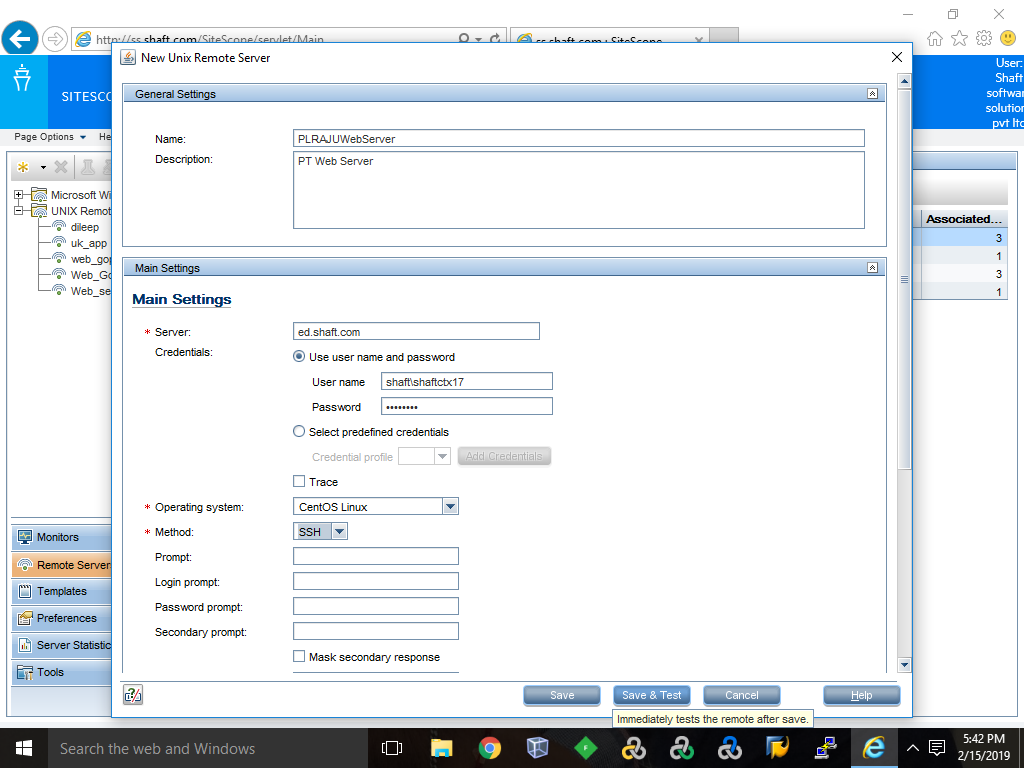 http://ss.shaft.com/SiteScope/servlet/Main
ss.shaft.com : SiteScope
New Unix Remote Server
User:
Shaft
softwar
solution
pvt ltd
SITESCO
Page Options
He
General Settings
Name:
PLRAJUWebServer
Description:
PT Web Server
Microsoft Wi
UNIX Remot
dileep
uk_app
web_gop
Web_Go
Web_se
Associated...
3
1
3
1
Main Settings
Main Settings
* Server:
ed.shaft.com
Credentials:
Use user name and password
User name
shaft\shaftctx17
Password
••••••••
Select predefined credentials
Credential profile
Add Credentials
Trace
* Operating system:
CentOS Linux
* Method:
SSH
Prompt:
Login prompt:
Password prompt:
Secondary prompt:
Mask secondary response
Monitors
Remote Server
Templates
Preferences
Server Statistic
Tools
Save
Save & Test
Cancel
Help
Immediately tests the remote after save.
Search the web and Windows
5:42 PM
2/15/2019